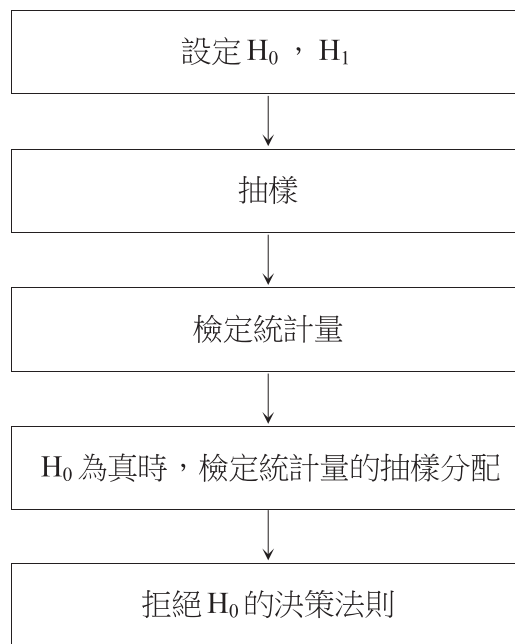 設定 H₀ , H₁
抽樣
檢定統計量
H₀ 為真時,檢定統計量的抽樣分配
拒絕 H₀ 的決策法則